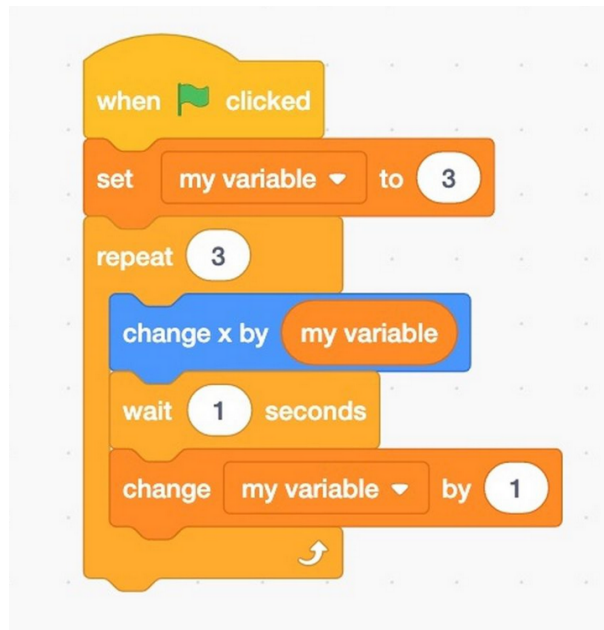 when clicked
set my variable to 3
repeat 3
change x by my variable
wait 1 seconds
change my variable by 1